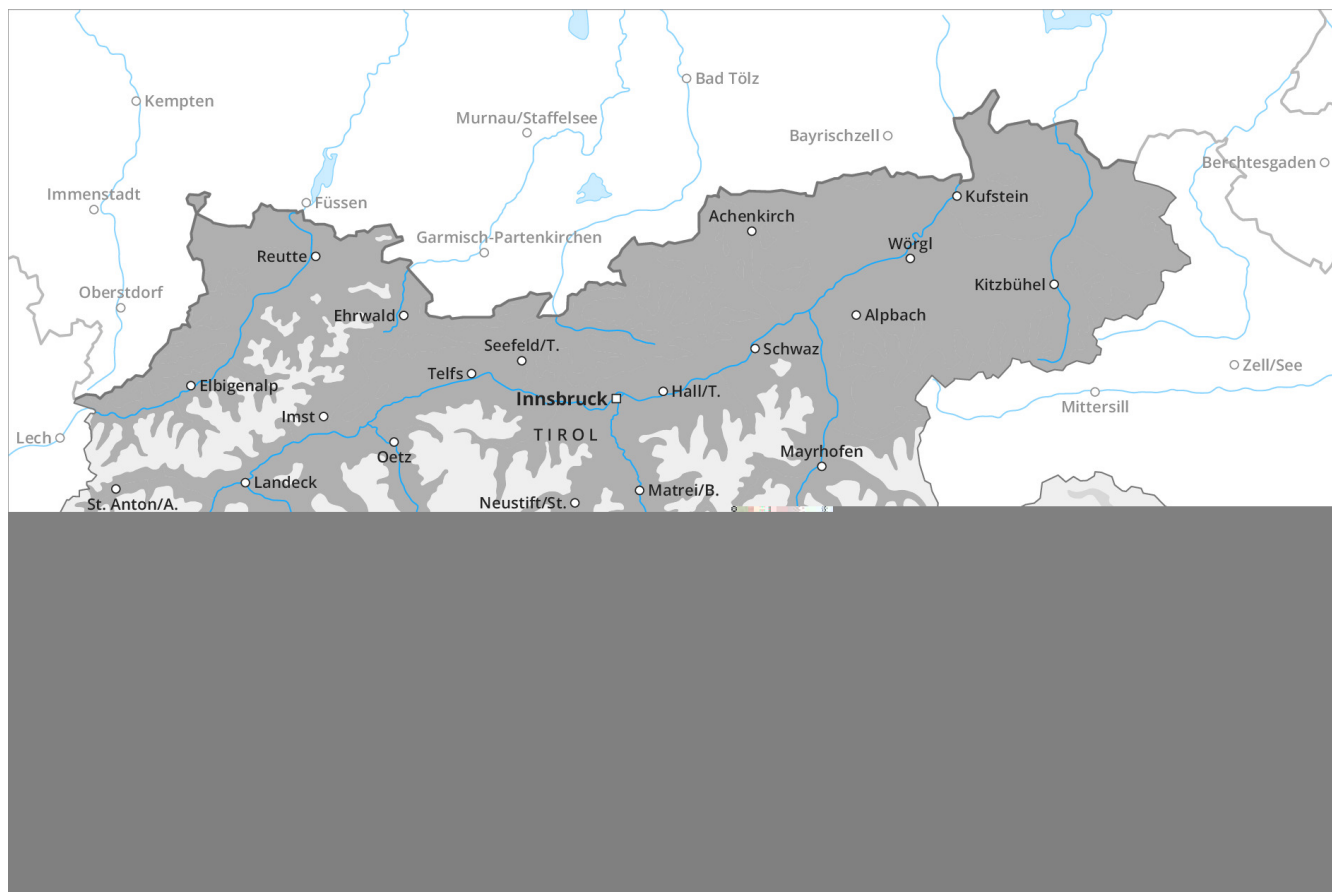 Bad Tölz
Kempten
Murnau/Staffelsee
Bayrischzell
Berchtesgaden
Immenstadt
Füssen
Kufstein
Achenkirch
Garmisch-Partenkirchen
Wörgl
Reutte
Kitzbühel
Oberstdorf
Ehrwald
Alpbach
Seefeld/T.
Schwaz
Zell/See
Telfs
Elbigenalp
Hall/T.
Innsbruck
Mittersill
Imst
TIROL
Lech
Mayrhofen
Oetz
Landeck
Matrei/B.
St. Anton/A.
Neustift/St.